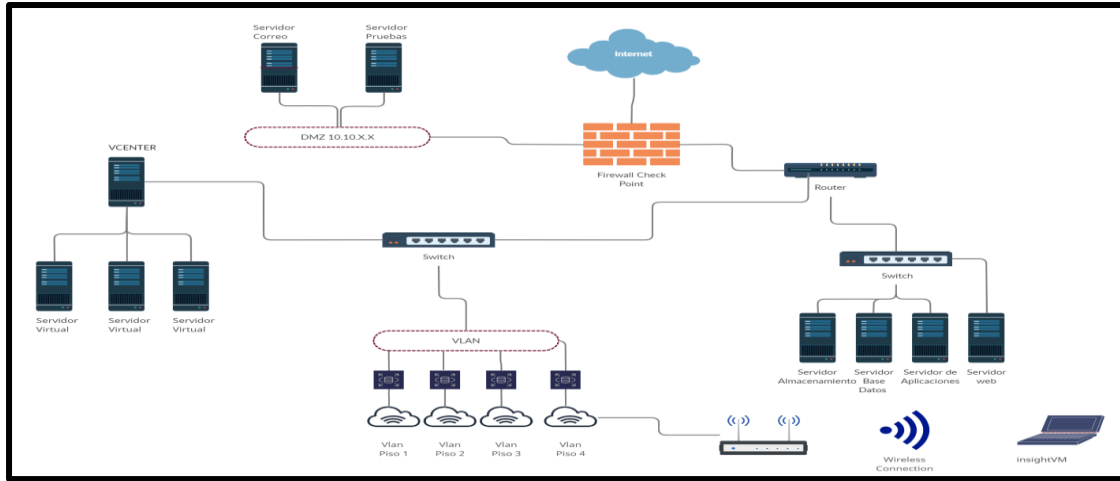 Servidor
Correo
Servidor
Pruebas
Internet
DMZ 10.10.X.X
Firewall Check
Point
VCENTER
Router
Switch
Switch
Servidor
Virtual
Servidor
Virtual
Servidor
Virtual
VLAN
Servidor
Almacenamiento
Servidor
Base
Datos
Servidor de
Aplicaciones
Servidor
web
Vlan
Piso 1
Vlan
Piso 2
Vlan
Piso 3
Vlan
Piso 4
Wireless
Connection
insightVM